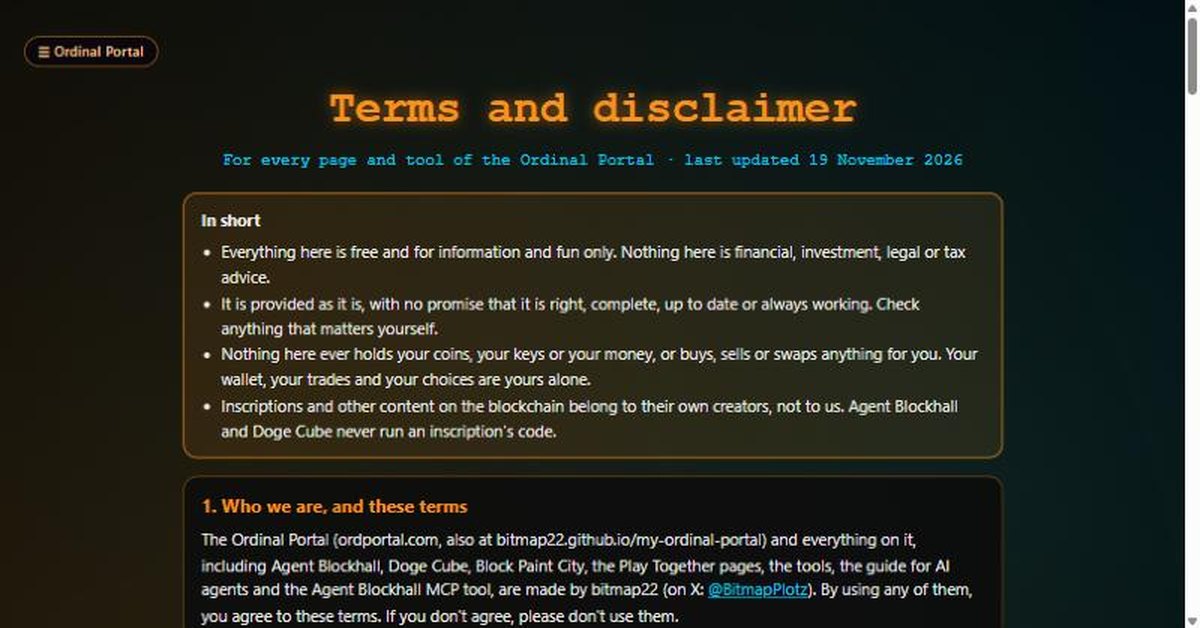 ☰ Ordinal Portal
Terms and disclaimer
For every page and tool of the Ordinal Portal · last updated 19 November 2026
In short
• Everything here is free and for information and fun only. Nothing here is financial, investment, legal or tax
advice.
• It is provided as it is, with no promise that it is right, complete, up to date or always working. Check
anything that matters yourself.
• Nothing here ever holds your coins, your keys or your money, or buys, sells or swaps anything for you. Your
wallet, your trades and your choices are yours alone.
• Inscriptions and other content on the blockchain belong to their own creators, not to us. Agent Blockhall
and Doge Cube never run an inscription's code.
1. Who we are, and these terms
The Ordinal Portal (ordportal.com, also at bitmap22.github.io/my-ordinal-portal) and everything on it,
including Agent Blockhall, Doge Cube, Block Paint City, the Play Together pages, the tools, the guide for AI
agents and the Agent Blockhall MCP tool, are made by bitmap22 (on X: @BitmapPlotz). By using any of them,
you agree to these terms. If you don't agree, please don't use them.